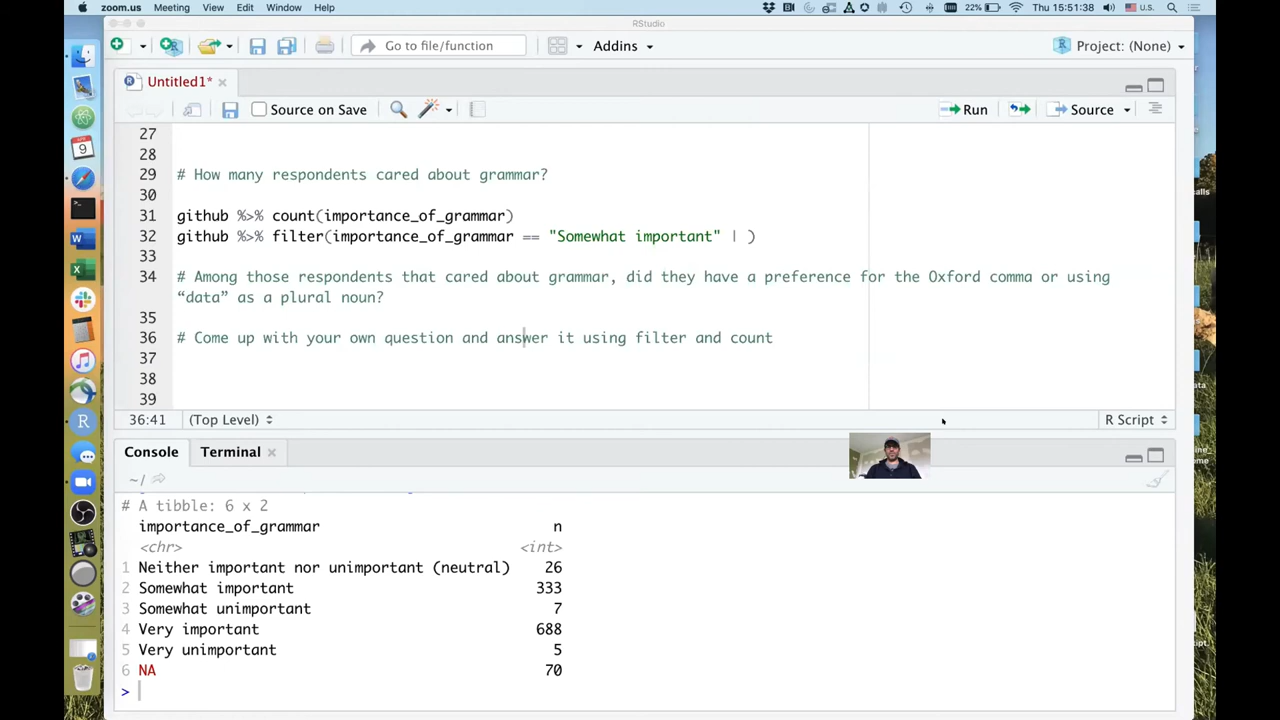 zoom.us Meeting View Edit Window Help 22% Thu 15:51:38 U.S.
RStudio
Go to file/function Addins Project: (None)
Untitled1*
Source on Save Run Source
27
28
29 # How many respondents cared about grammar?
30
31 github %>% count(importance_of_grammar)
32 github %>% filter(importance_of_grammar == "Somewhat important" | )
33
34 # Among those respondents that cared about grammar, did they have a preference for the Oxford comma or using
“data” as a plural noun?
35
36 # Come up with your own question and answer it using filter and count
37
38
39
36:41 (Top Level) R Script
Console Terminal
~/
# A tibble: 6 x 2
importance_of_grammar n
<chr> <int>
1 Neither important nor unimportant (neutral) 26
2 Somewhat important 333
3 Somewhat unimportant 7
4 Very important 688
5 Very unimportant 5
6 NA 70
>